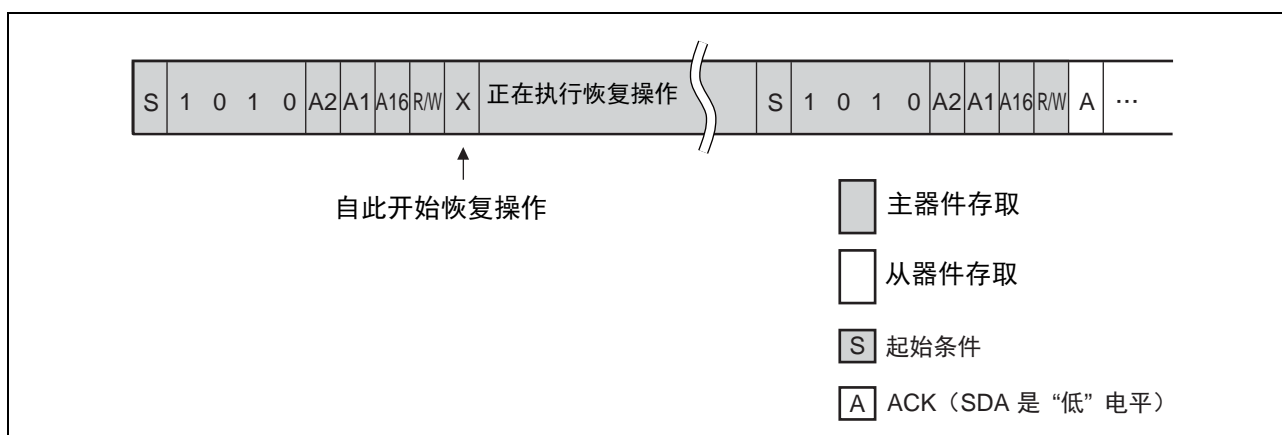 S 1 0 1 0 A2 A1 A16 R/W X 正在执行恢复操作 S 1 0 1 0 A2 A1 A16 R/W A …
自此开始恢复操作
主器件存取
从器件存取
S 起始条件
A ACK（SDA 是 “低” 电平）